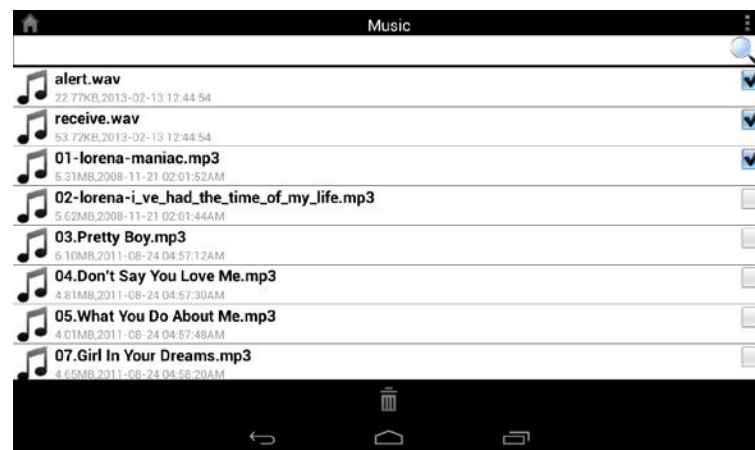 Music
alert.wav
22.77KB,2013-02-13 12:44:54
receive.wav
53.72KB,2013-02-13 12:44:54
01-lorena-maniac.mp3
5.31MB,2008-11-21 02:01:52AM
02-lorena-i_ve_had_the_time_of_my_life.mp3
5.62MB,2008-11-21 02:01:44AM
03.Pretty Boy.mp3
6.10MB,2011-08-24 04:57:12AM
04.Don't Say You Love Me.mp3
4.81MB,2011-08-24 04:57:30AM
05.What You Do About Me.mp3
4.01MB,2011-08-24 04:57:48AM
07.Girl In Your Dreams.mp3
4.65MB,2011-08-24 04:58:20AM